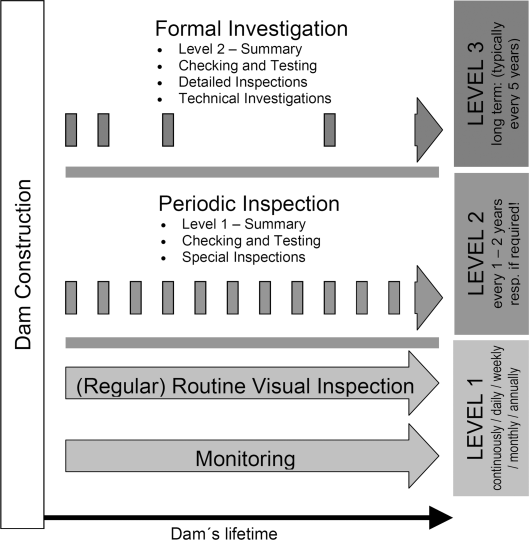 Dam Construction
Formal Investigation
• Level 2 – Summary
• Checking and Testing
• Detailed Inspections
• Technical Investigations
LEVEL 3
long term: (typically
every 5 years)
Periodic Inspection
• Level 1 – Summary
• Checking and Testing
• Special Inspections
LEVEL 2
every 1 – 2 years
resp. if required!
(Regular) Routine Visual Inspection
Monitoring
LEVEL 1
continuously / daily / weekly
/ monthly / annually
Dam´s lifetime